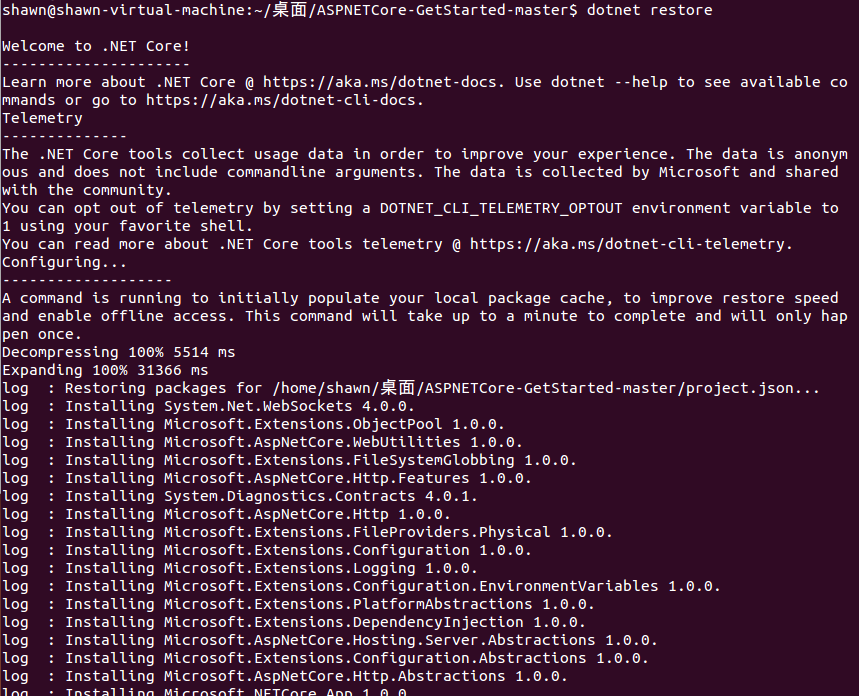 shawn@shawn-virtual-machine:~/桌面/ASPNETCore-GetStarted-master$ dotnet restore
Welcome to .NET Core!
---------------------
Learn more about .NET Core @ https://aka.ms/dotnet-docs. Use dotnet --help to see available co
mmands or go to https://aka.ms/dotnet-cli-docs.
Telemetry
--------------
The .NET Core tools collect usage data in order to improve your experience. The data is anonym
ous and does not include commandline arguments. The data is collected by Microsoft and shared
with the community.
You can opt out of telemetry by setting a DOTNET_CLI_TELEMETRY_OPTOUT environment variable to
1 using your favorite shell.
You can read more about .NET Core tools telemetry @ https://aka.ms/dotnet-cli-telemetry.
Configuring...
-------------------
A command is running to initially populate your local package cache, to improve restore speed
and enable offline access. This command will take up to a minute to complete and will only hap
pen once.
Decompressing 100% 5514 ms
Expanding 100% 31366 ms
log  : Restoring packages for /home/shawn/桌面/ASPNETCore-GetStarted-master/project.json...
log  : Installing System.Net.WebSockets 4.0.0.
log  : Installing Microsoft.Extensions.ObjectPool 1.0.0.
log  : Installing Microsoft.AspNetCore.WebUtilities 1.0.0.
log  : Installing Microsoft.Extensions.FileSystemGlobbing 1.0.0.
log  : Installing Microsoft.AspNetCore.Http.Features 1.0.0.
log  : Installing System.Diagnostics.Contracts 4.0.1.
log  : Installing Microsoft.AspNetCore.Http 1.0.0.
log  : Installing Microsoft.Extensions.FileProviders.Physical 1.0.0.
log  : Installing Microsoft.Extensions.Configuration 1.0.0.
log  : Installing Microsoft.Extensions.Logging 1.0.0.
log  : Installing Microsoft.Extensions.Configuration.EnvironmentVariables 1.0.0.
log  : Installing Microsoft.Extensions.PlatformAbstractions 1.0.0.
log  : Installing Microsoft.Extensions.DependencyInjection 1.0.0.
log  : Installing Microsoft.AspNetCore.Hosting.Server.Abstractions 1.0.0.
log  : Installing Microsoft.Extensions.Configuration.Abstractions 1.0.0.
log  : Installing Microsoft.AspNetCore.Http.Abstractions 1.0.0.
log  : Installing Microsoft.NETCore.App 1.0.0.